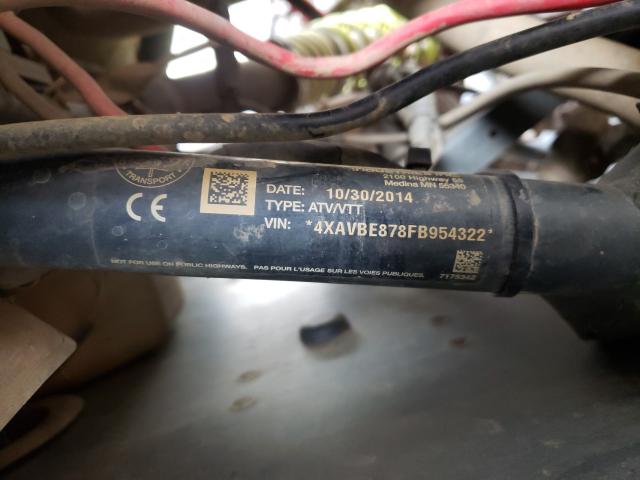 TRANSPORT
CE
2100 Highway 55
Medina MN 55340
DATE: 10/30/2014
TYPE: ATV/VTT
VIN: *4XAVBE878FB954322*
NOT FOR USE ON PUBLIC HIGHWAYS. PAS POUR L'USAGE SUR LES VOIES PUBLIQUES.
7175342